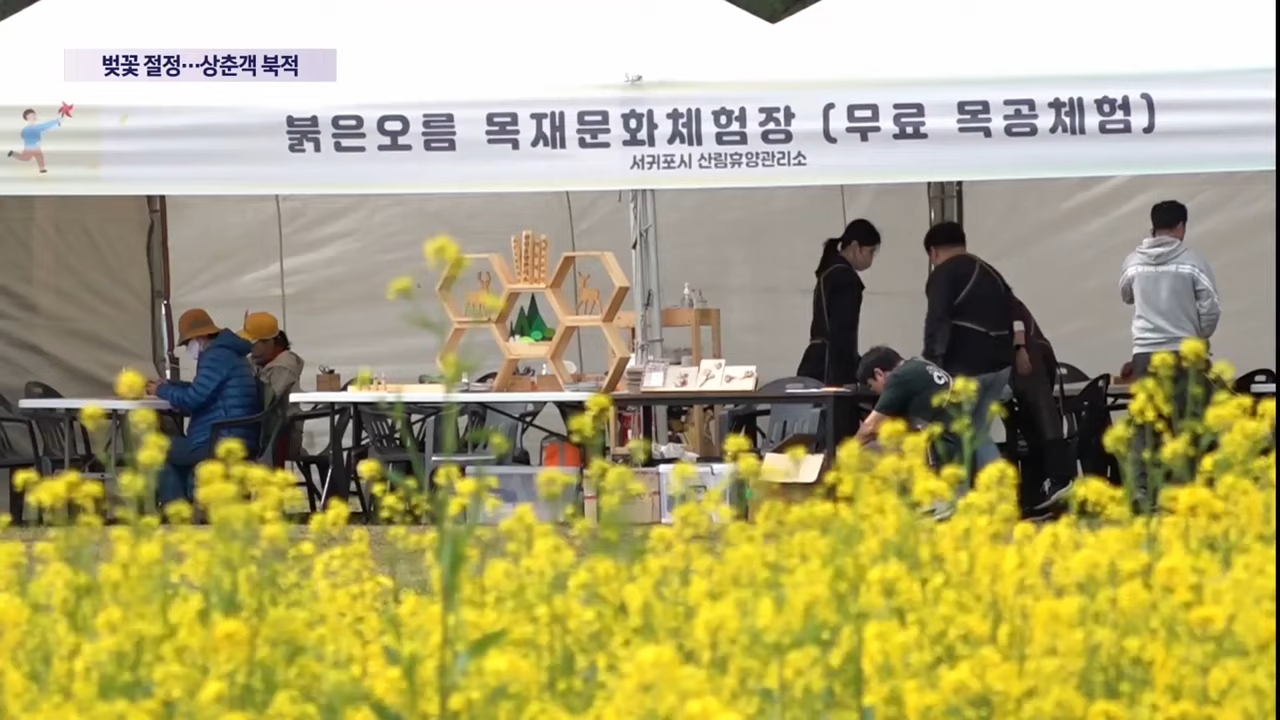 벚꽃 절정…상춘객 북적
붉은오름 목재문화체험장 (무료 목공체험)
서귀포시 산림휴양관리소